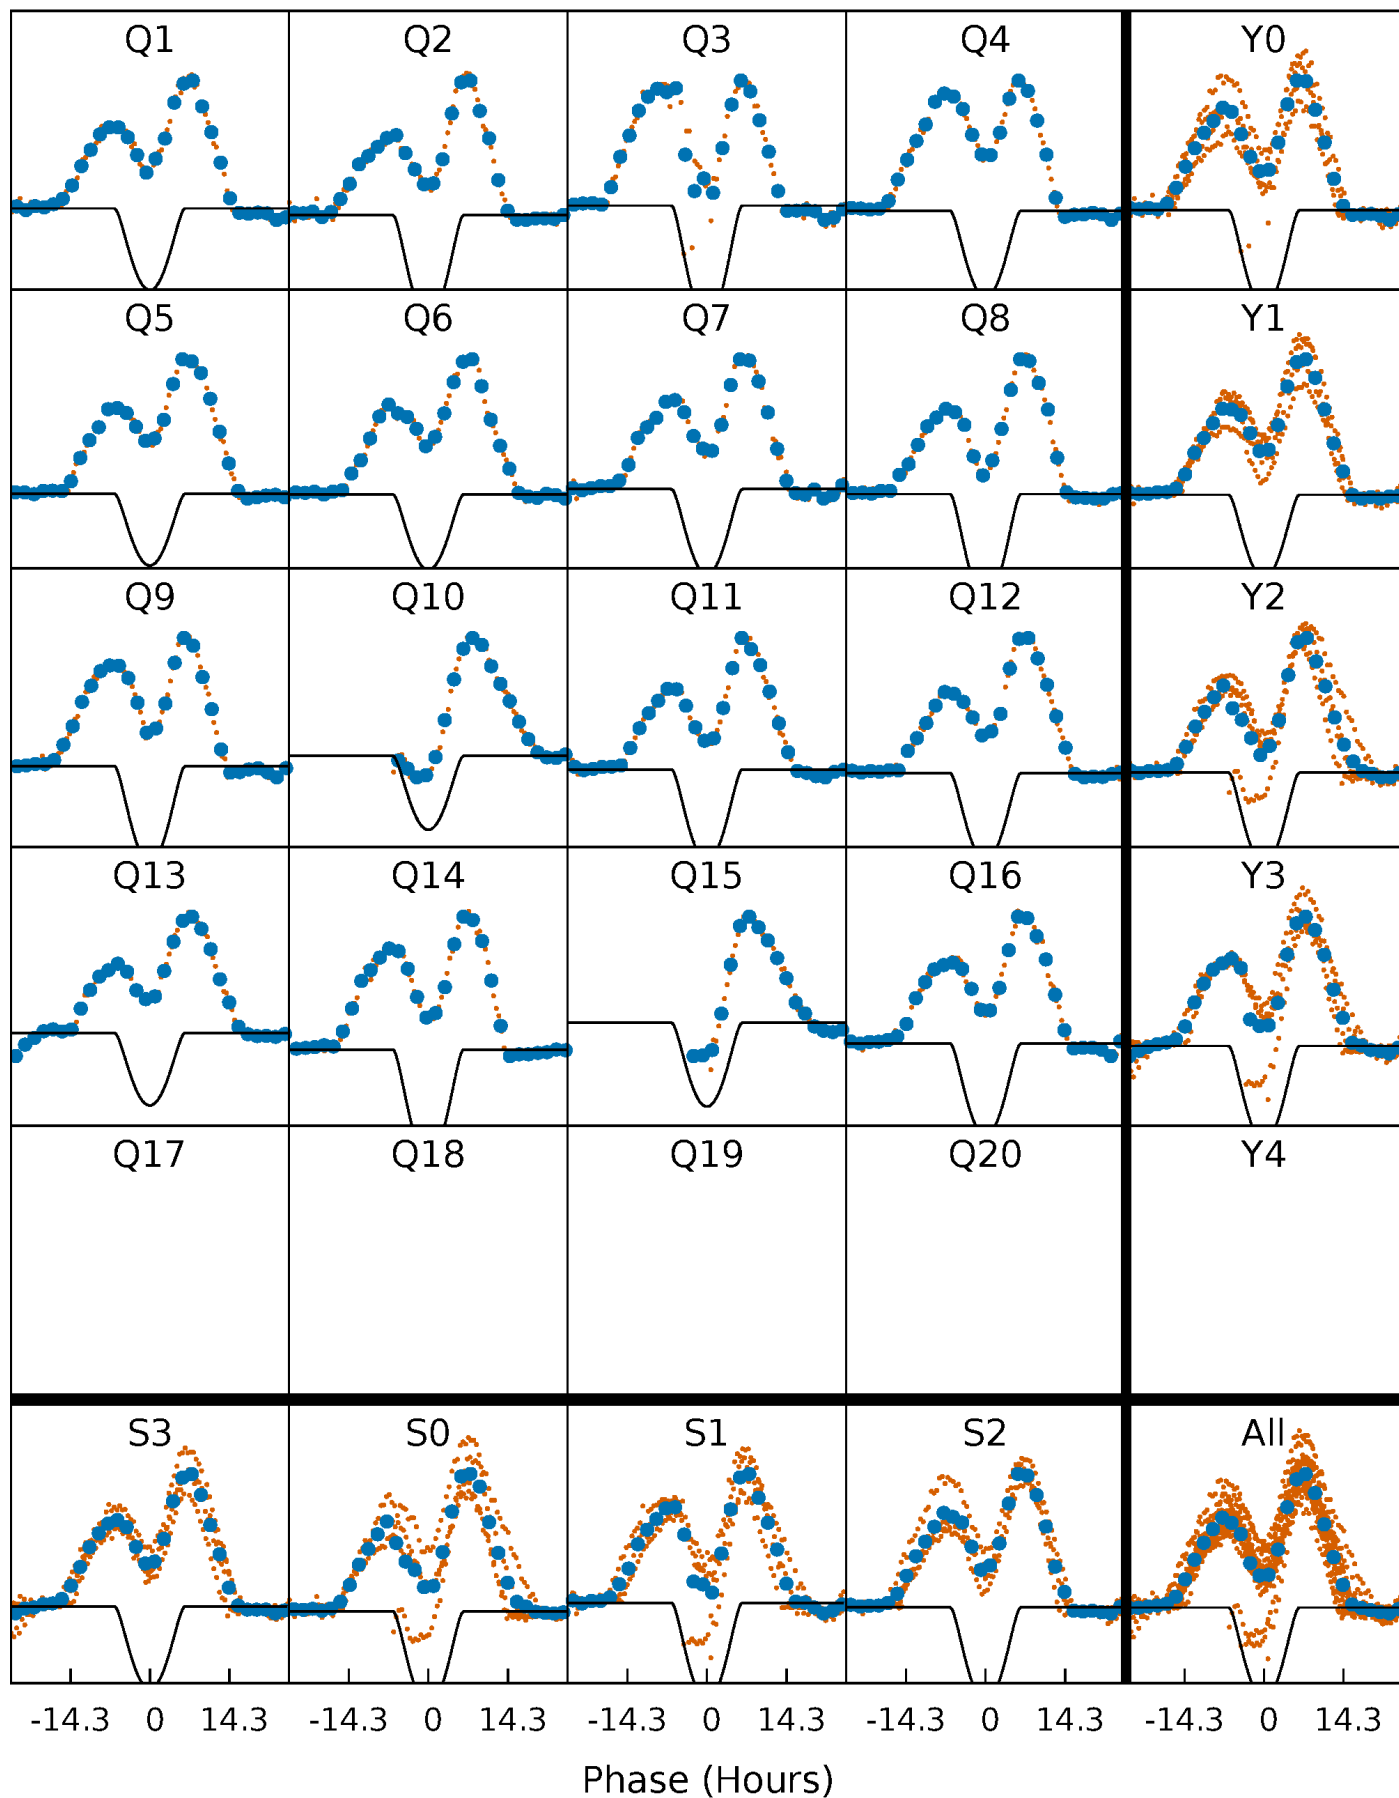 Q1 Q2 Q3 Q4 Y0
Q5 Q6 Q7 Q8 Y1
Q9 Q10 Q11 Q12 Y2
Q13 Q14 Q15 Q16 Y3
Q17 Q18 Q19 Q20 Y4
S3 S0 S1 S2 All
-14.3 0 14.3 -14.3 0 14.3 -14.3 0 14.3 -14.3 0 14.3 -14.3 0 14.3
Phase (Hours)